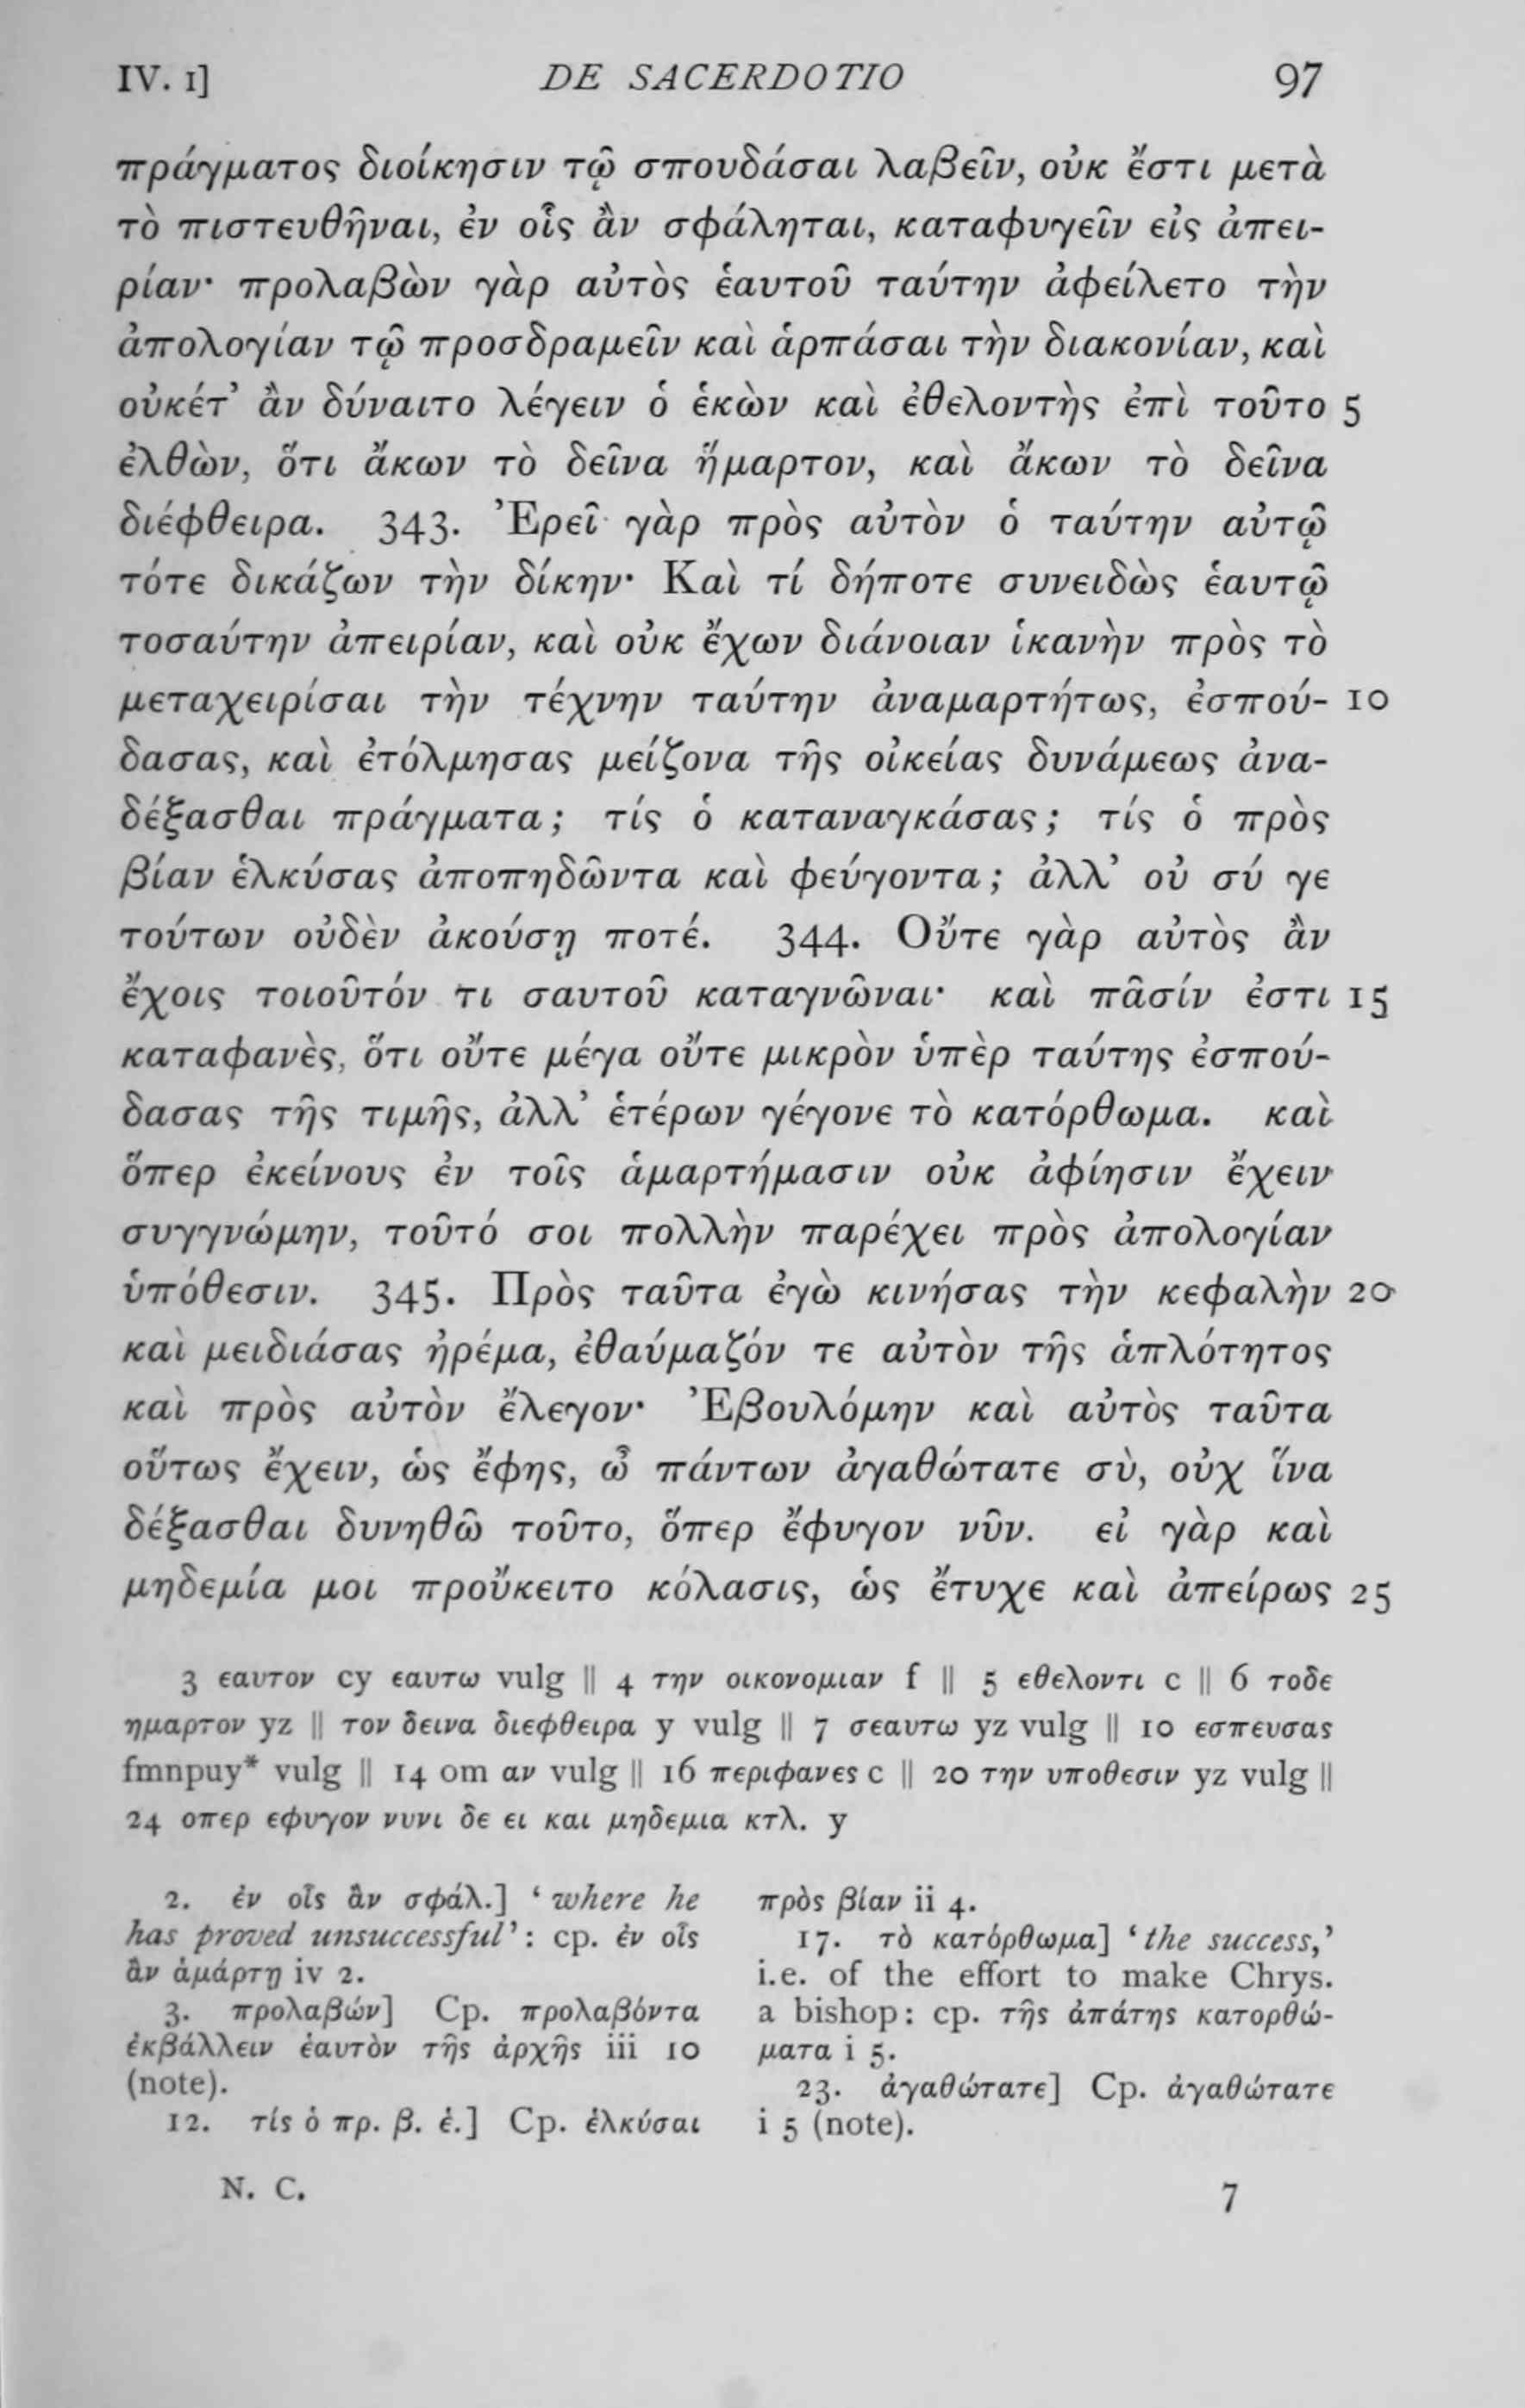 IV. 1] DE SACERDOTIO 97
πράγματος διοίκησιν τῷ σπουδάσαι λαβεῖν, οὐκ ἔστι μετὰ
τὸ πιστευθῆναι, ἐν οἷς ἂν σφάληται, καταφυγεῖν εἰς ἀπει-
ρίαν· προλαβὼν γὰρ αὐτὸς ἑαυτοῦ ταύτην ἀφείλετο τὴν
ἀπολογίαν τῷ προσδραμεῖν καὶ ἁρπάσαι τὴν διακονίαν, καὶ
οὐκέτ’ ἂν δύναιτο λέγειν ὁ ἑκὼν καὶ ἐθελοντὴς ἐπὶ τοῦτο 5
ἐλθὼν, ὅτι ἄκων τὸ δεῖνα ἥμαρτον, καὶ ἄκων τὸ δεῖνα
διέφθειρα. 343. Ἐρεῖ γὰρ πρὸς αὐτὸν ὁ ταύτην αὐτῷ
τότε δικάζων τὴν δίκην· Καὶ τί δήποτε συνειδὼς ἑαυτῷ
τοσαύτην ἀπειρίαν, καὶ οὐκ ἔχων διάνοιαν ἱκανὴν πρὸς τὸ
μεταχειρίσαι τὴν τέχνην ταύτην ἀναμαρτήτως, ἐσπού- 10
δασας, καὶ ἐτόλμησας μείζονα τῆς οἰκείας δυνάμεως ἀνα-
δέξασθαι πράγματα; τίς ὁ καταναγκάσας; τίς ὁ πρὸς
βίαν ἑλκύσας ἀποπηδῶντα καὶ φεύγοντα; ἀλλ’ οὐ σύ γε
τούτων οὐδὲν ἀκούσῃ ποτέ. 344. Οὔτε γὰρ αὐτὸς ἂν
ἔχοις τοιοῦτόν τι σαυτοῦ καταγνῶναι· καὶ πᾶσίν ἐστι 15
καταφανὲς, ὅτι οὔτε μέγα οὔτε μικρὸν ὑπὲρ ταύτης ἐσπού-
δασας τῆς τιμῆς, ἀλλ’ ἑτέρων γέγονε τὸ κατόρθωμα. καὶ
ὅπερ ἐκείνους ἐν τοῖς ἁμαρτήμασιν οὐκ ἀφίησιν ἔχειν
συγγνώμην, τοῦτό σοι πολλὴν παρέχει πρὸς ἀπολογίαν
ὑπόθεσιν. 345. Πρὸς ταῦτα ἐγὼ κινήσας τὴν κεφαλὴν 20
καὶ μειδιάσας ἠρέμα, ἐθαύμαζόν τε αὐτὸν τῆς ἁπλότητος
καὶ πρὸς αὐτὸν ἔλεγον· Ἐβουλόμην καὶ αὐτὸς ταῦτα
οὕτως ἔχειν, ὡς ἔφης, ὦ πάντων ἀγαθώτατε σὺ, οὐχ ἵνα
δέξασθαι δυνηθῶ τοῦτο, ὅπερ ἔφυγον νῦν. εἰ γὰρ καὶ
μηδεμία μοι προὔκειτο κόλασις, ὡς ἔτυχε καὶ ἀπείρως 25
3 εαυτον cy εαυτω vulg || 4 την οικονομιαν f || 5 εθελοντι c || 6 τοδε
ημαρτον yz || τον δεινα διεφθειρα y vulg || 7 σεαυτω yz vulg || 10 εσπευσας
fmnpuy* vulg || 14 om αν vulg || 16 περιφανες c || 20 την υποθεσιν yz vulg ||
24 οπερ εφυγον νυνι δε ει και μηδεμια κτλ. y
2. ἐν οἷς ἂν σφάλ.] ‘where he
has proved unsuccessful’: cp. ἐν οἷς
ἂν ἁμάρτῃ iv 2.
3. προλαβών] Cp. προλαβόντα
ἐκβάλλειν ἑαυτὸν τῆς ἀρχῆς iii 10
(note).
12. τίς ὁ πρ. β. ἑ.] Cp. ἑλκύσαι
πρὸς βίαν ii 4.
17. τὸ κατόρθωμα] ‘the success,’
i.e. of the effort to make Chrys.
a bishop: cp. τῆς ἀπάτης κατορθώ-
ματα i 5.
23. ἀγαθώτατε] Cp. ἀγαθώτατε
i 5 (note).
N. C. 7